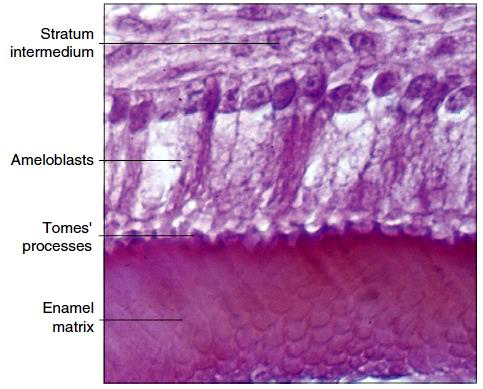 Stratum
intermedium
Ameloblasts
Tomes'
processes
Enamel
matrix